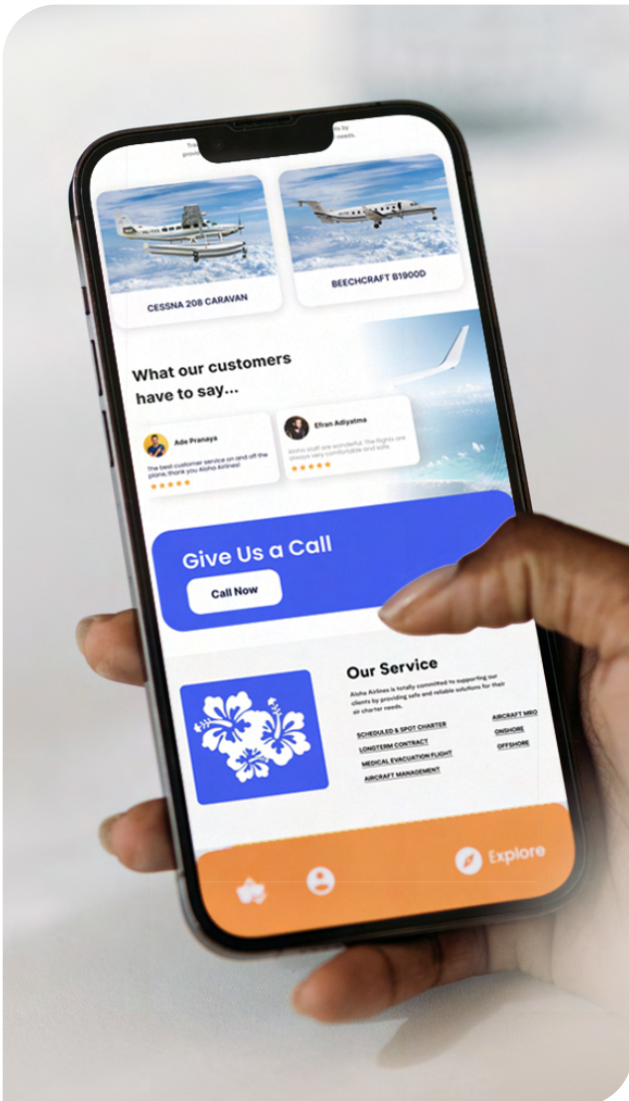 by
needs.
CESSNA 208 CARAVAN
BEECHCRAFT B1900D
What our customers
have to say...
Ade Pranaya
The best customer service on and off the
plane, thank you Aloha Airlines!
Efran Adiyatma
Aloha staff are wonderful. The flights are
always very comfortable and safe.
Give Us a Call
Call Now
Our Service
Aloha Airlines is totally committed to supporting our
clients by providing safe and reliable solutions for their
air charter needs.
SCHEDULED & SPOT CHARTER
LONGTERM CONTRACT
MEDICAL EVACUATION FLIGHT
AIRCRAFT MANAGEMENT
AIRCRAFT MRO
ONSHORE
OFFSHORE
Explore